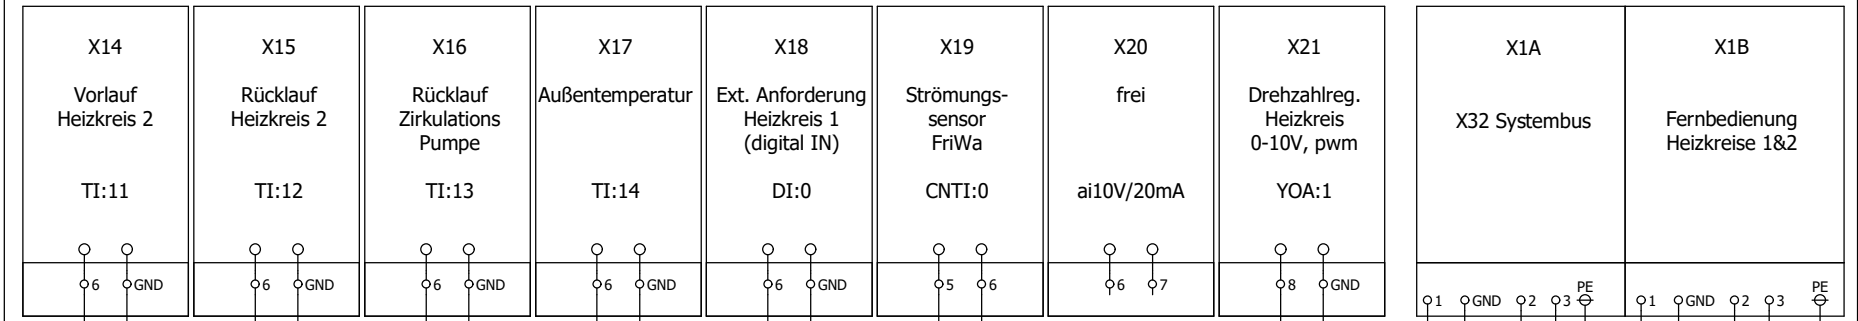 X14
Vorlauf
Heizkreis 2
TI:11
6 GND
X15
Rücklauf
Heizkreis 2
TI:12
6 GND
X16
Rücklauf
Zirkulations
Pumpe
TI:13
6 GND
X17
Außentemperatur
TI:14
6 GND
X18
Ext. Anforderung
Heizkreis 1
(digital IN)
DI:0
6 GND
X19
Strömungs-
sensor
FriWa
CNTI:0
5 6
X20
frei
ai10V/20mA
6 7
X21
Drehzahlreg.
Heizkreis
0-10V, pwm
YOA:1
8 GND
X1A
X32 Systembus
PE
1 GND 2 3
X1B
Fernbedienung
Heizkreise 1&2
PE
1 GND 2 3